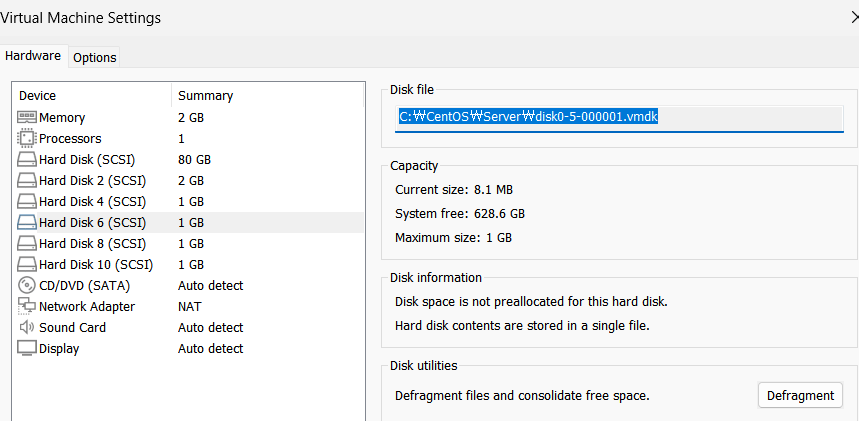 Virtual Machine Settings
Hardware
Options
Device Summary
Memory 2 GB
Processors 1
Hard Disk (SCSI) 80 GB
Hard Disk 2 (SCSI) 2 GB
Hard Disk 4 (SCSI) 1 GB
Hard Disk 6 (SCSI) 1 GB
Hard Disk 8 (SCSI) 1 GB
Hard Disk 10 (SCSI) 1 GB
CD/DVD (SATA) Auto detect
Network Adapter NAT
Sound Card Auto detect
Display Auto detect
Disk file
C:₩CentOS₩Server₩disk0-5-000001.vmdk
Capacity
Current size: 8.1 MB
System free: 628.6 GB
Maximum size: 1 GB
Disk information
Disk space is not preallocated for this hard disk.
Hard disk contents are stored in a single file.
Disk utilities
Defragment files and consolidate free space.
Defragment